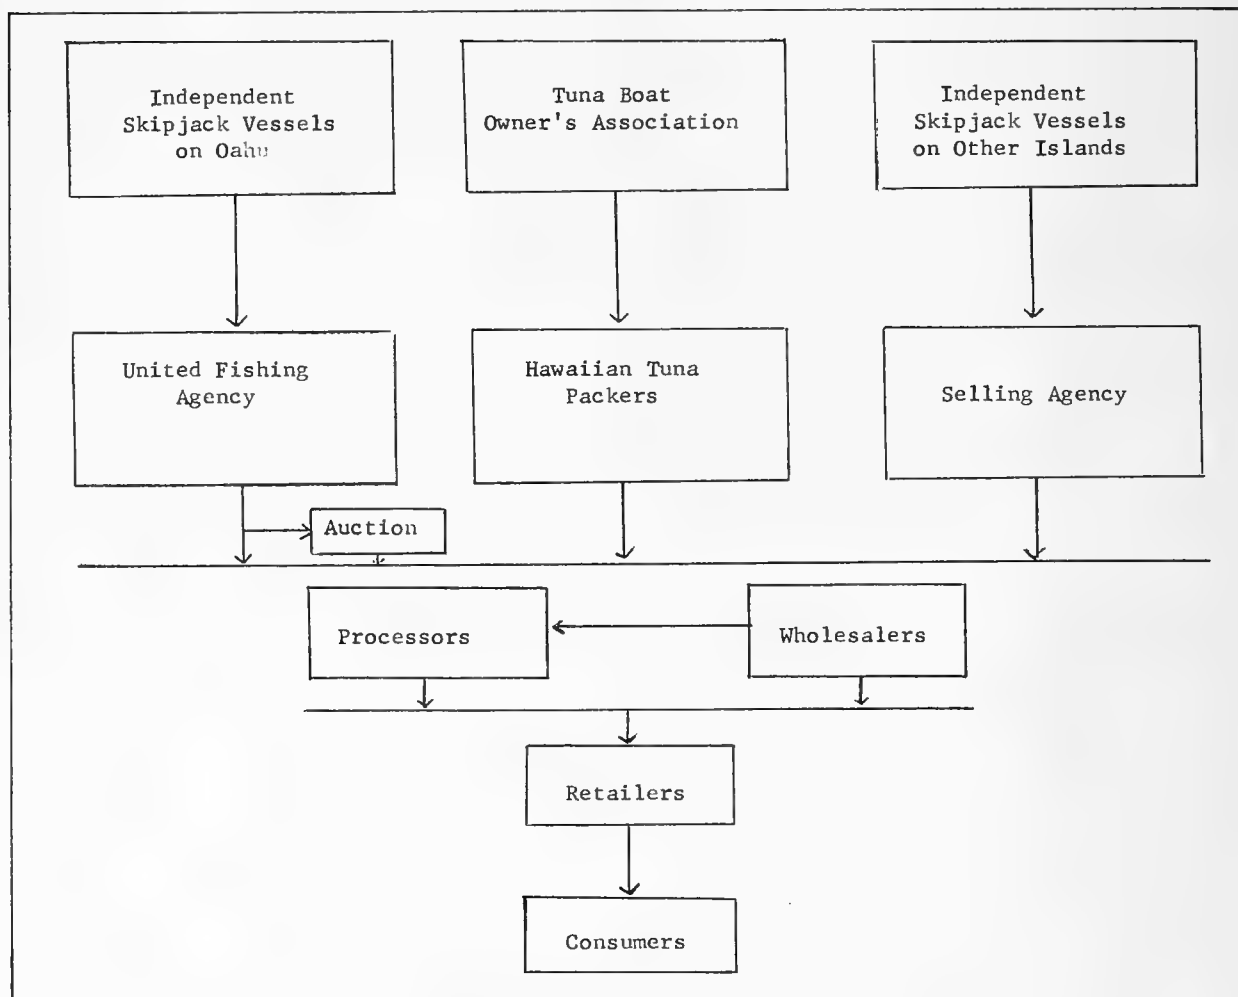 Independent
Skipjack Vessels
on Oahu
Tuna Boat
Owner's Association
Independent
Skipjack Vessels
on Other Islands
United Fishing
Agency
Hawaiian Tuna
Packers
Selling Agency
Auction
Processors
Wholesalers
Retailers
Consumers